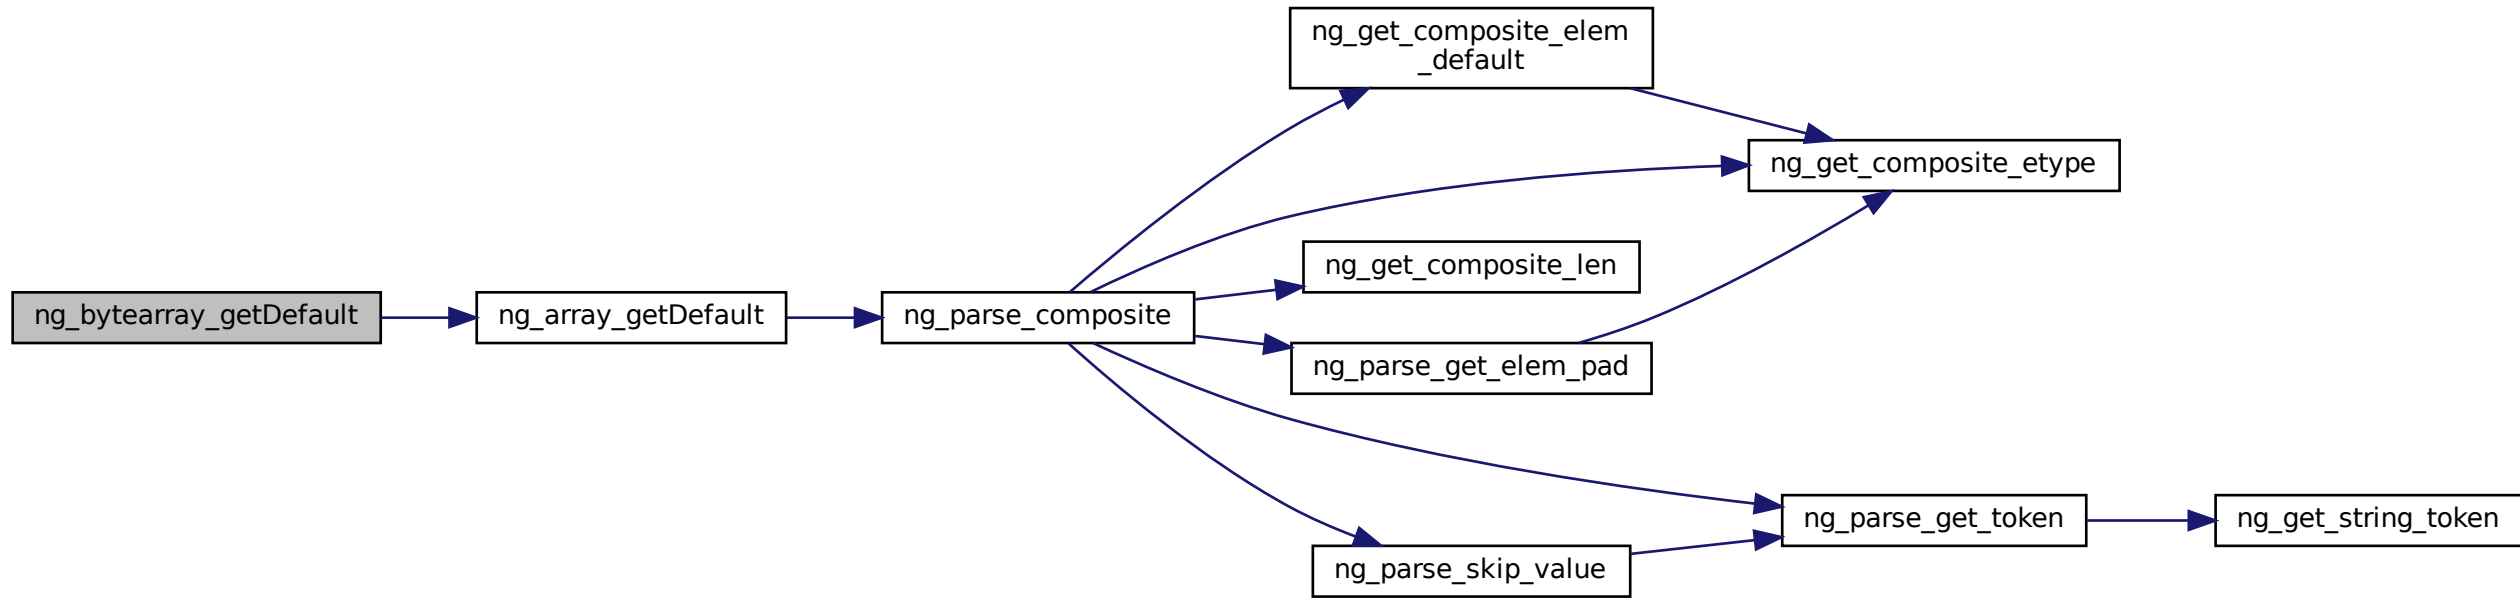 ng_get_composite_elem
_default
ng_get_composite_etype
ng_get_composite_len
ng_bytearray_getDefault
ng_array_getDefault
ng_parse_composite
ng_parse_get_elem_pad
ng_parse_get_token
ng_get_string_token
ng_parse_skip_value